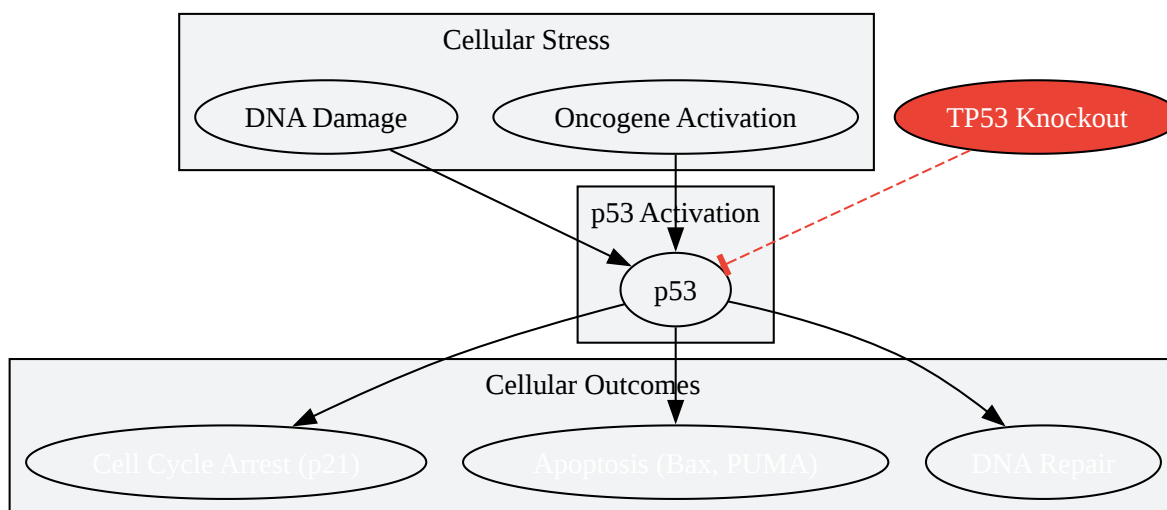 Cellular Stress
DNA Damage
Oncogene Activation
TP53 Knockout
p53 Activation
p53
Cellular Outcomes
Cell Cycle Arrest (p21)
Apoptosis (Bax, PUMA)
DNA Repair